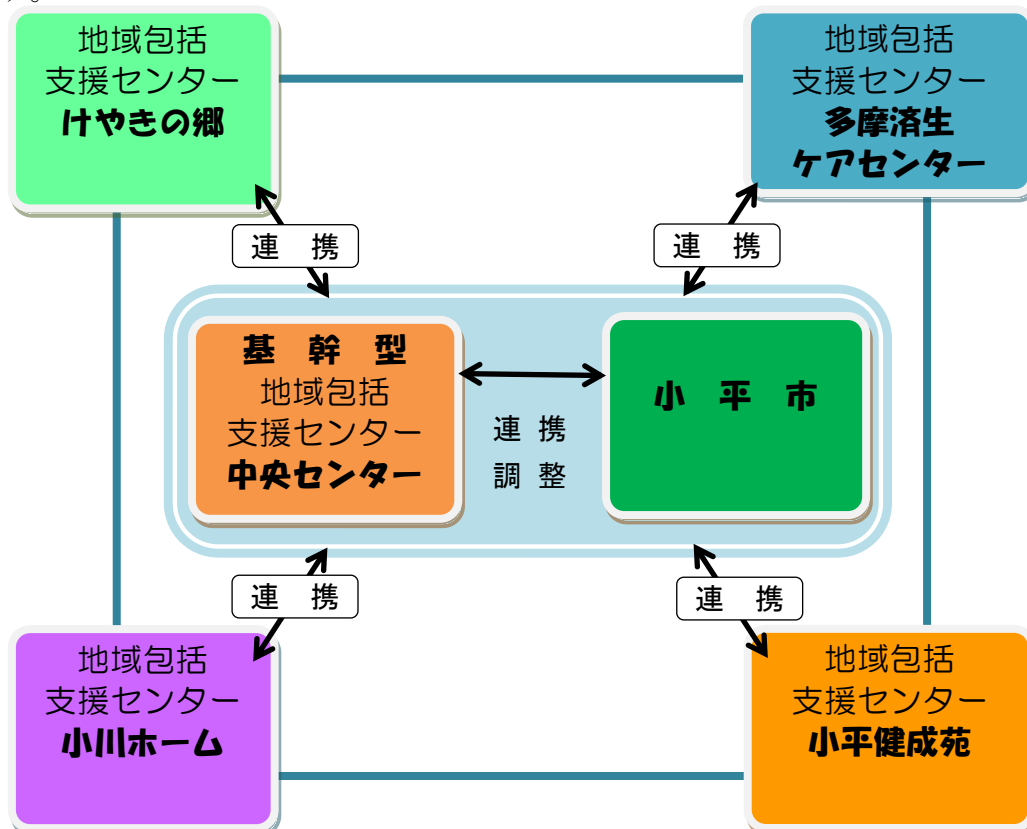 す。
地域包括
支援センター
けやきの郷
地域包括
支援センター
多摩済生
ケアセンター
連 携
連 携
基 幹 型
地域包括
支援センター
中央センター
連 携
調 整
小 平 市
連 携
連 携
地域包括
支援センター
小川ホーム
地域包括
支援センター
小平健成苑